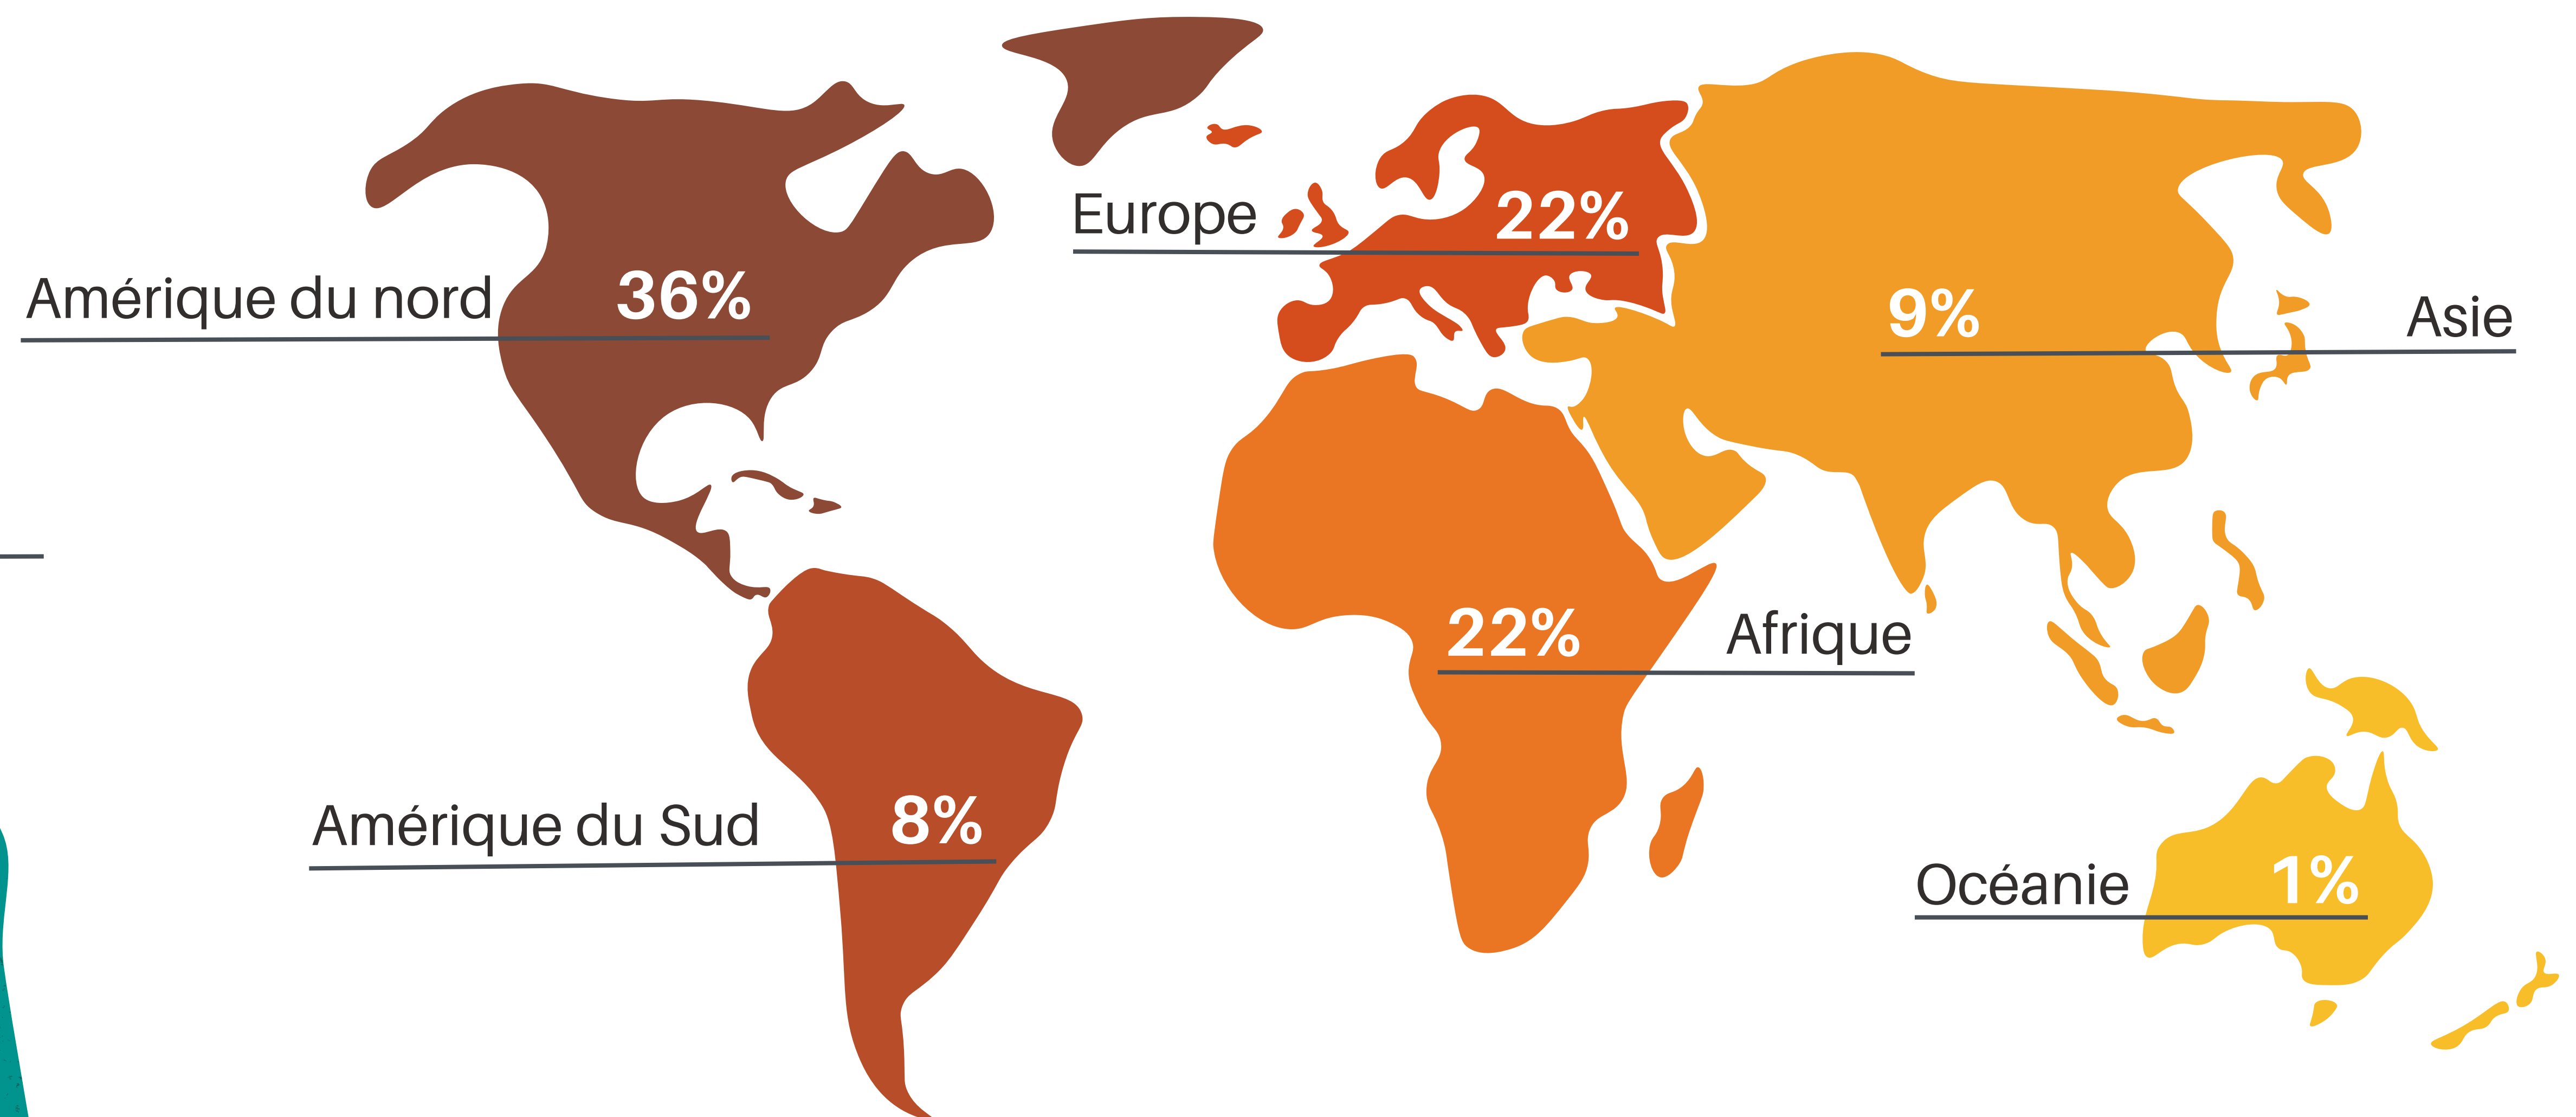 Europe 22%
Amérique du nord 36%
9% Asie
22% Afrique
Amérique du Sud 8%
Océanie 1%